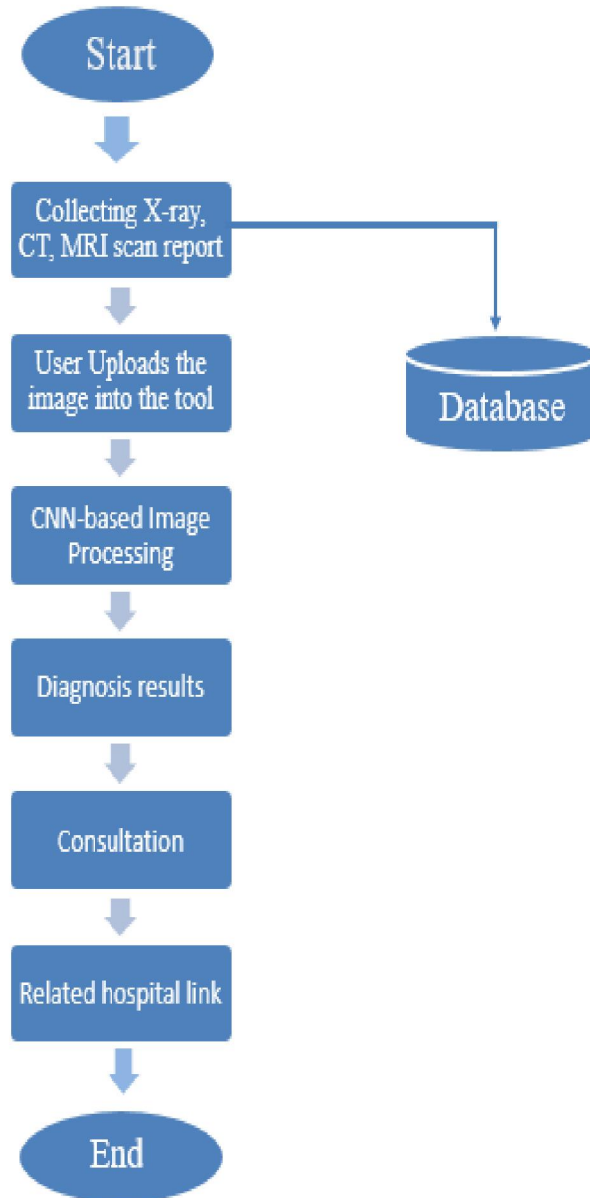 Start
Collecting X-ray,
CT, MRI scan report
User Uploads the
image into the tool
Database
CNN-based Image
Processing
Diagnosis results
Consultation
Related hospital link
End